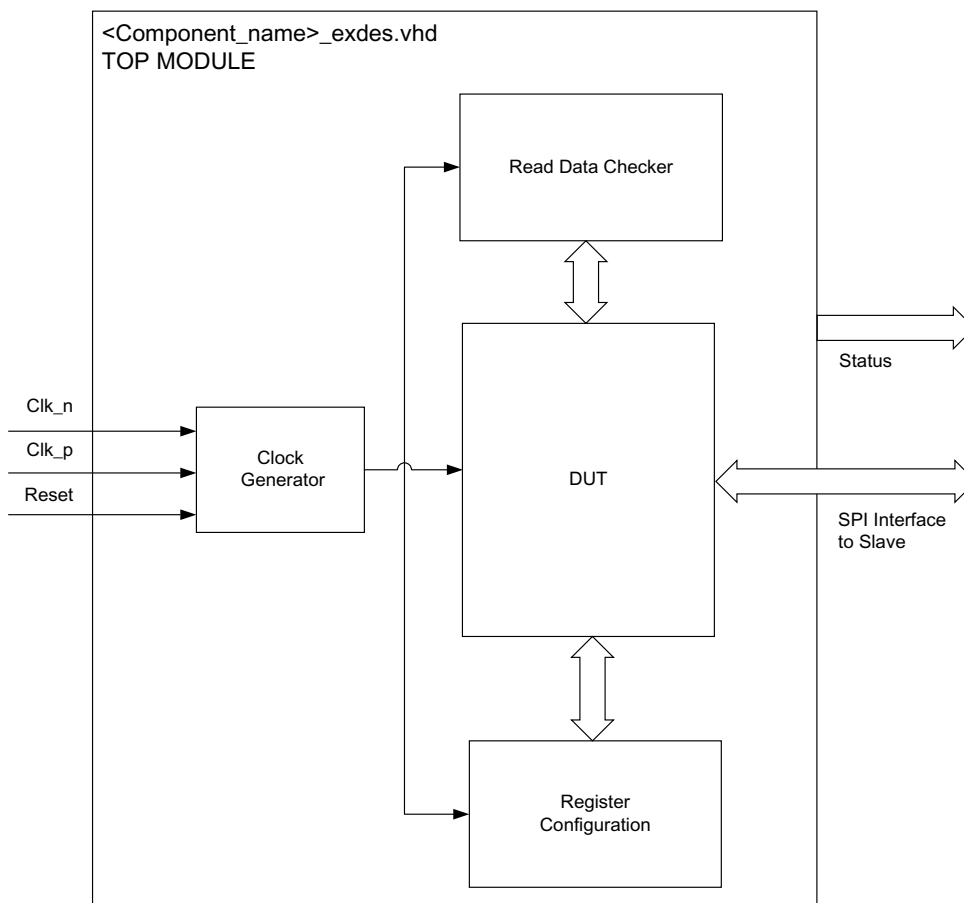 <Component_name>_exdes.vhd
TOP MODULE
Read Data Checker
Status
Clk_n
Clk_p
Reset
Clock
Generator
DUT
SPI Interface
to Slave
Register
Configuration